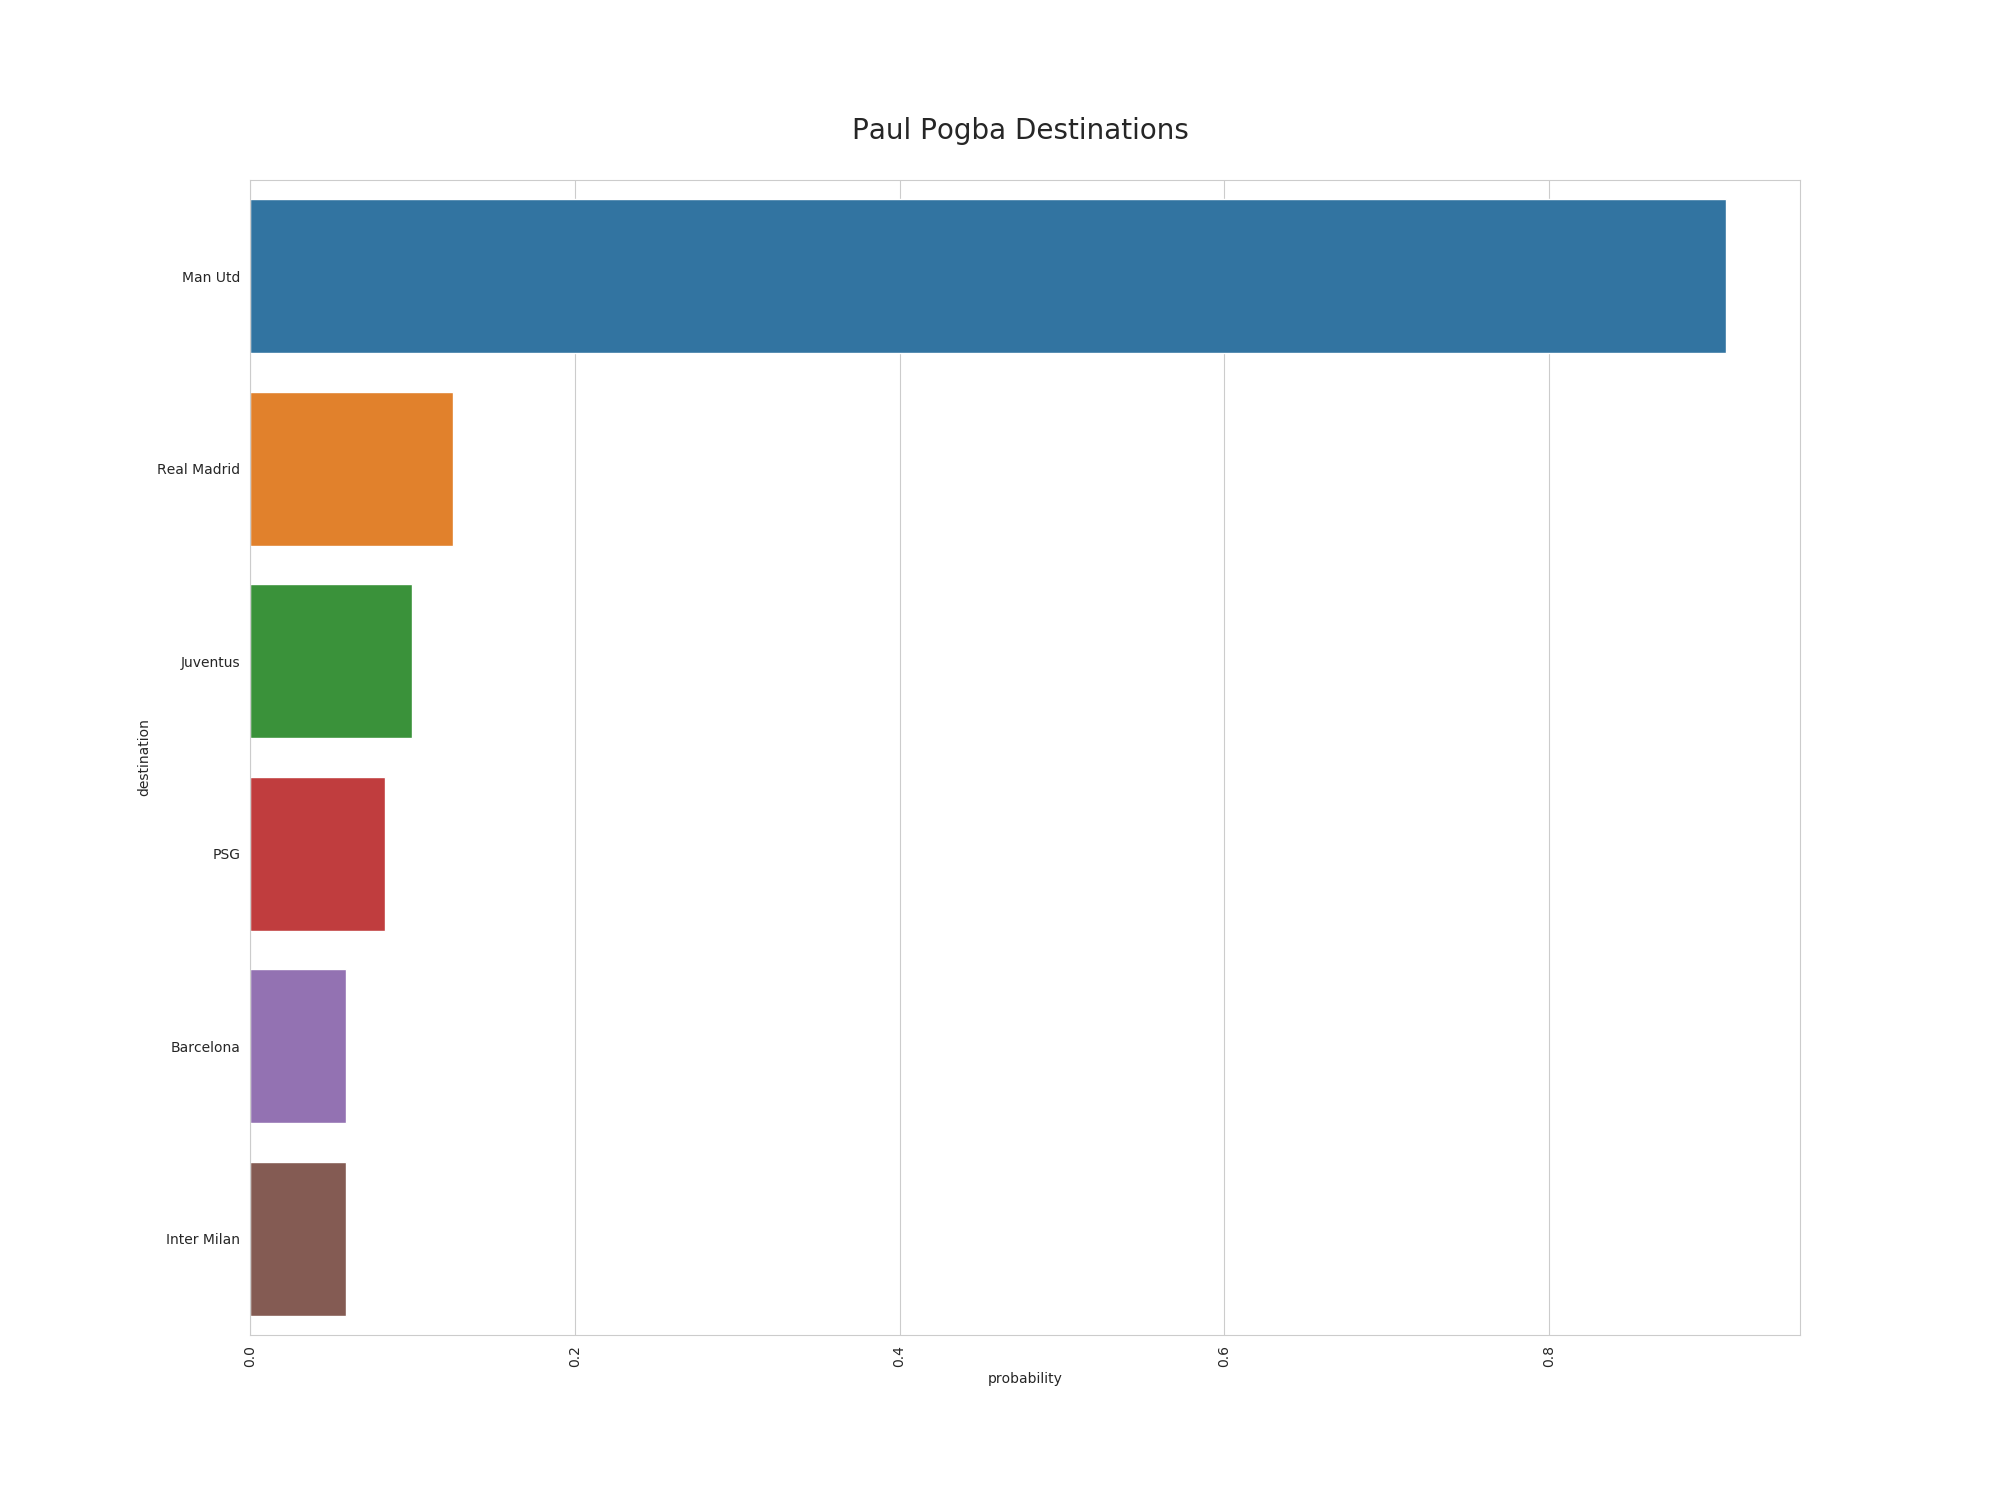 Paul Pogba Destinations
Man Utd
Real Madrid
Juventus
PSG
Barcelona
Inter Milan
destination
0.0
0.2
0.4
0.6
0.8
probability